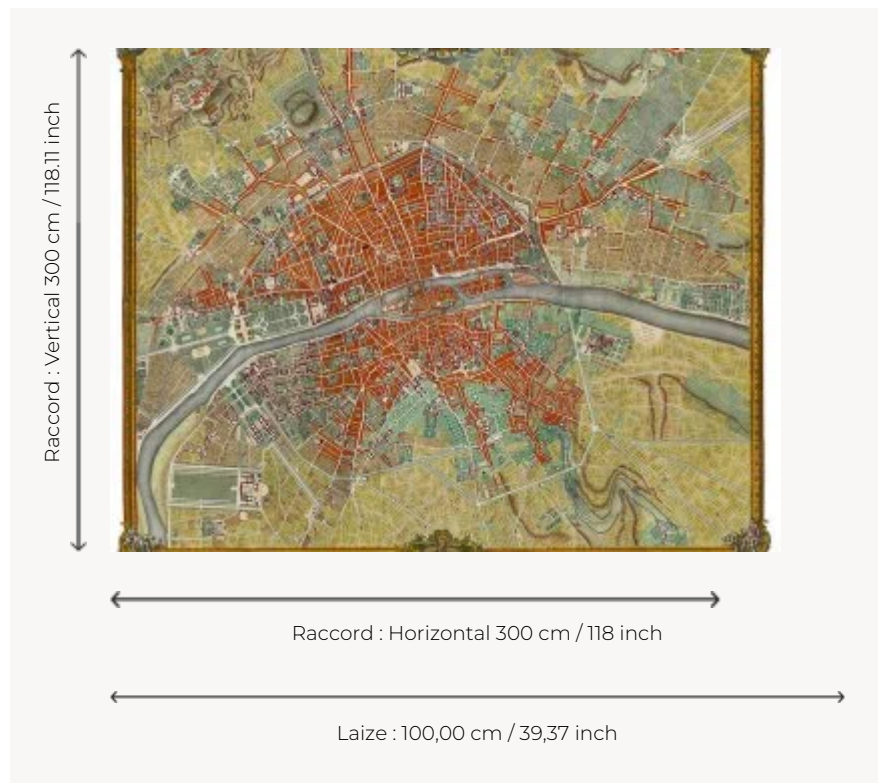 Raccord : Vertical 300 cm / 118.11 inch
Raccord : Horizontal 300 cm / 118 inch
Laize : 100,00 cm / 39,37 inch